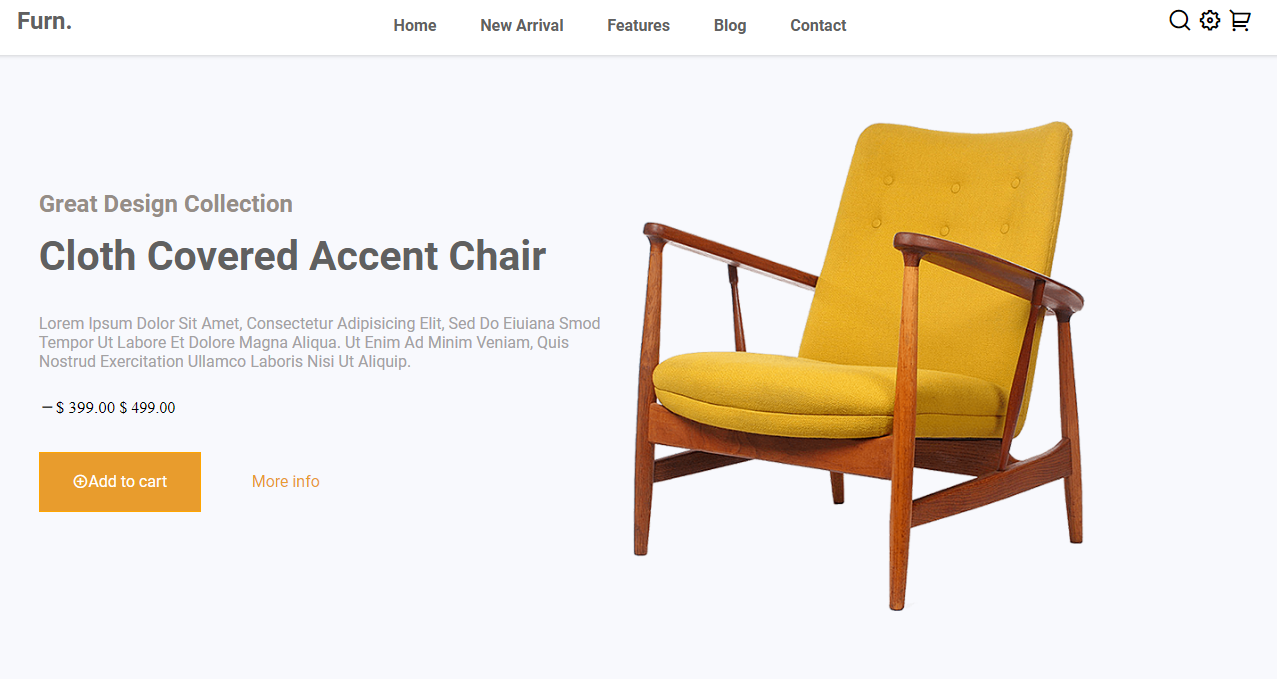 Furn.
Home New Arrival Features Blog Contact
Great Design Collection
Cloth Covered Accent Chair
Lorem Ipsum Dolor Sit Amet, Consectetur Adipisicing Elit, Sed Do Eiuiana Smod
Tempor Ut Labore Et Dolore Magna Aliqua. Ut Enim Ad Minim Veniam, Quis
Nostrud Exercitation Ullamco Laboris Nisi Ut Aliquip.
—$ 399.00 $ 499.00
Add to cart More info